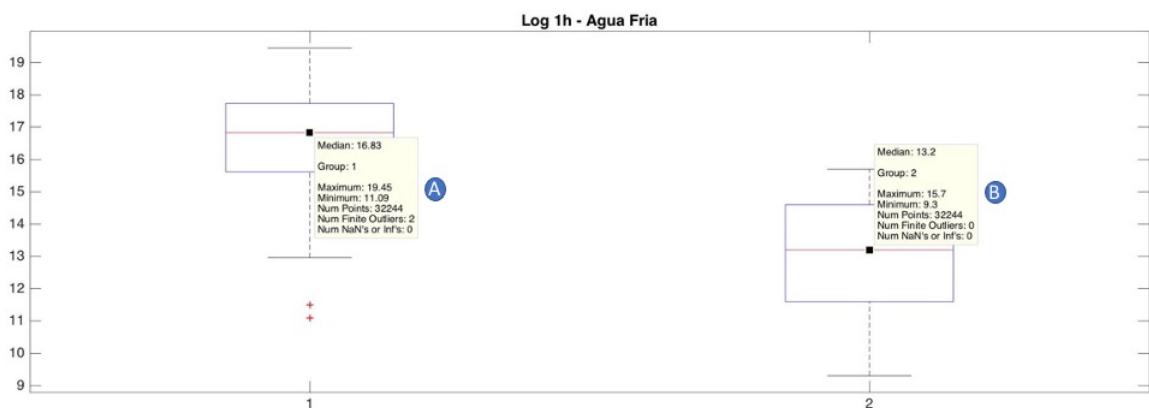 Log 1h - Agua Fria
19
18
17
16
15
14
13
12
11
10
9
Median: 16.83
Group: 1
Maximum: 19.45
Minimum: 11.09
Num Points: 32244
Num Finite Outliers: 2
Num NaN's or Inf's: 0
A
Median: 13.2
Group: 2
Maximum: 15.7
Minimum: 9.3
Num Points: 32244
Num Finite Outliers: 0
Num NaN's or Inf's: 0
B
1
2